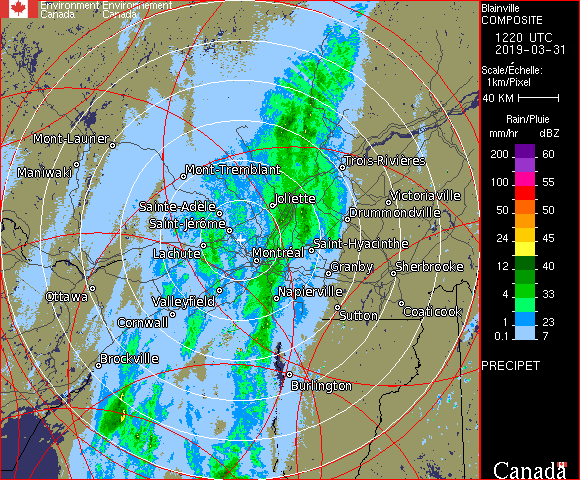 Environment Environnement
Canada Canada
Blainville
COMPOSITE
1220 UTC
2019-03-31
Scale/Échelle:
1km/Pixel
40 KM
Rain/Pluie
mm/hr dBZ
200 60
100 55
50 50
24 45
12 40
4 33
1 23
0.1 7
PRECIPET
Canada
Mont-Laurier
Maniwaki
Mont-Tremblant
Trois-Rivières
Victoriaville
Joliette
Sainte-Adèle
Drummondville
Saint-Jérôme
Saint-Hyacinthe
Lachute
Montréal
Granby
Sherbrooke
Ottawa
Napierville
Valleyfield
Coaticook
Sutton
Cornwall
Brockville
Burlington